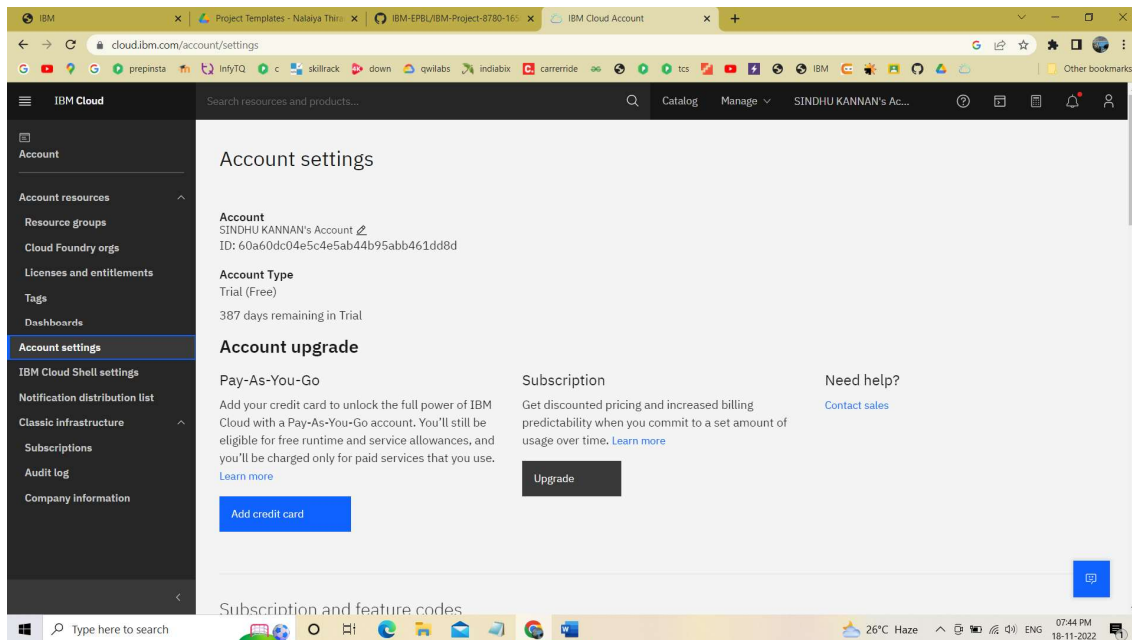 IBM
Project Templates - Nalaiya Thira
IBM-EPBL/IBM-Project-8780-165
IBM Cloud Account
cloud.ibm.com/account/settings
prepinsta
InfyTQ
c
skillrack
down
qwilabs
indiabix
carrerride
tcs
IBM
Other bookmarks
IBM Cloud
Search resources and products...
Catalog
Manage
SINDHU KANNAN's Ac...
Account
Account resources
Resource groups
Cloud Foundry orgs
Licenses and entitlements
Tags
Dashboards
Account settings
IBM Cloud Shell settings
Notification distribution list
Classic infrastructure
Subscriptions
Audit log
Company information
Account settings
Account
SINDHU KANNAN's Account
ID: 60a60dc04e5c4e5ab44b95abb461dd8d
Account Type
Trial (Free)
387 days remaining in Trial
Account upgrade
Pay-As-You-Go
Add your credit card to unlock the full power of IBM
Cloud with a Pay-As-You-Go account. You'll still be
eligible for free runtime and service allowances, and
you'll be charged only for paid services that you use.
Learn more
Add credit card
Subscription
Get discounted pricing and increased billing
predictability when you commit to a set amount of
usage over time. Learn more
Upgrade
Need help?
Contact sales
Subscription and feature codes
Type here to search
26°C Haze
ENG
07:44 PM
18-11-2022